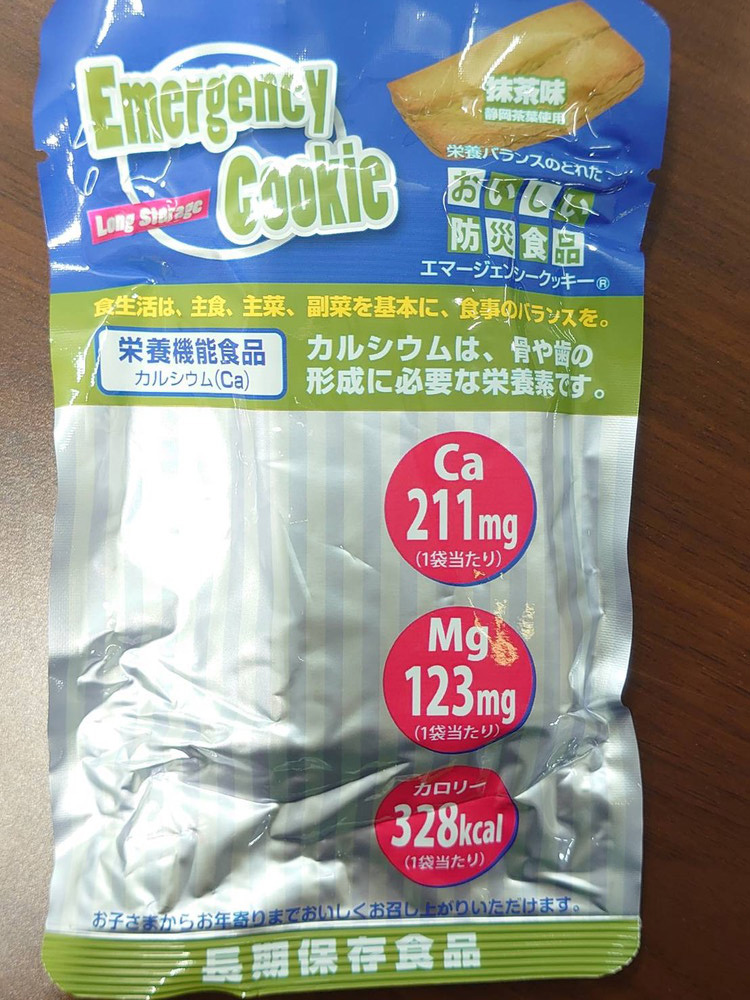 Emergency
Cookie
Long Storage
抹茶味
静岡茶葉使用
栄養バランスのとれた
おいしい
防災食品
エマージェンシークッキー®
食生活は、主食、主菜、副菜を基本に、食事のバランスを。
栄養機能食品
カルシウム(Ca)
カルシウムは、骨や歯の
形成に必要な栄養素です。
Ca
211mg
(1袋当たり)
Mg
123mg
(1袋当たり)
カロリー
328kcal
(1袋当たり)
お子さまからお年寄りまでおいしくお召し上がりいただけます。
長期保存食品